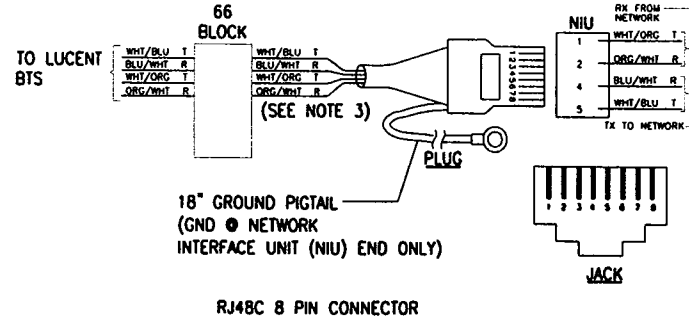 66
BLOCK
TO LUCENT
BTS
WHT/BLU T
BLU/WHT R
WHT/ORG T
ORG/WHT R
WHT/BLU T
BLU/WHT R
WHT/ORG T
ORG/WHT R
(SEE NOTE 3)
12345678
PLUG
18" GROUND PIGTAIL
(GND @ NETWORK
INTERFACE UNIT (NIU) END ONLY)
RX FROM
NETWORK
NIU
1 WHT/ORG T
2 ORG/WHT R
4 BLU/WHT R
5 WHT/BLU T
TX TO NETWORK
1 2 3 4 5 6 7 8
JACK
RJ48C 8 PIN CONNECTOR